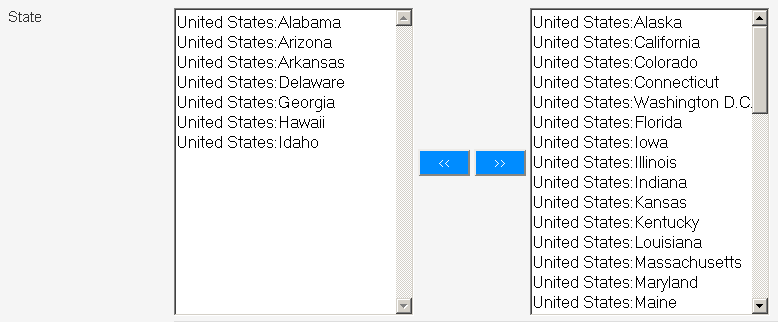 State
United States:Alabama
United States:Arizona
United States:Arkansas
United States:Delaware
United States:Georgia
United States:Hawaii
United States:Idaho
<<
>>
United States:Alaska
United States:California
United States:Colorado
United States:Connecticut
United States:Washington D.C.
United States:Florida
United States:Iowa
United States:Illinois
United States:Indiana
United States:Kansas
United States:Kentucky
United States:Louisiana
United States:Massachusetts
United States:Maryland
United States:Maine